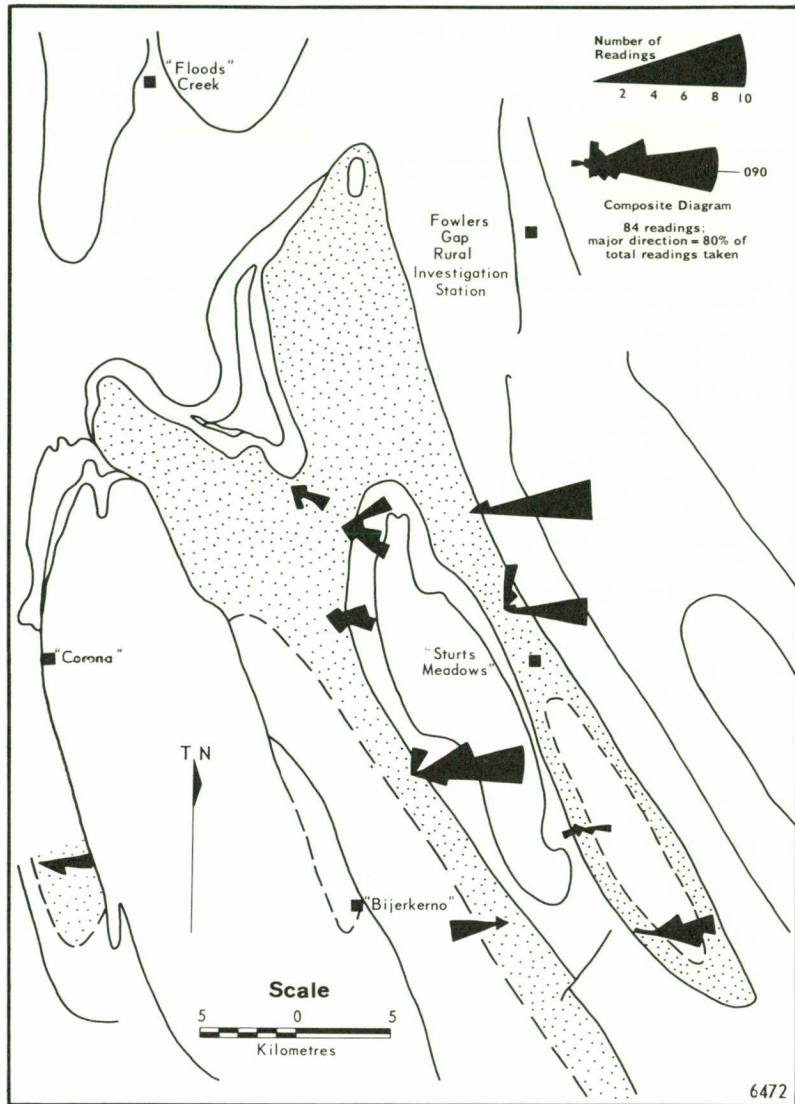 "Floods"
Creek
Number of
Readings
2 4 6 8 10
090
Composite Diagram
84 readings;
major direction = 80% of
total readings taken
Fowlers
Gap
Rural
Investigation
Station
"Corona"
"Sturts
Meadows"
T N
"Bijerkerno"
Scale
5 0 5
Kilometres
6472